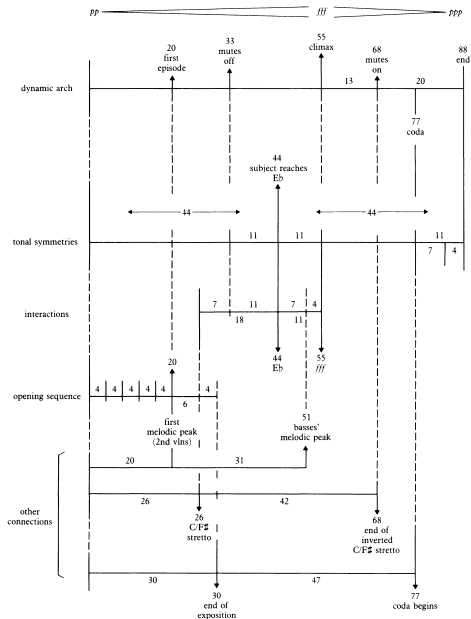 pp fff ppp
20
first
episode
33
mutes
off
55
climax
68
mutes
on
88
end
13 20
dynamic arch
77
coda
44
subject reaches
Eb
44 44
11 11 11
tonal symmetries
7 4
7 11 7 4
interactions
18 11
44
Eb
55
fff
20
4 4 4 4 4 4
opening sequence
6
first
melodic peak
(2nd vlns)
51
basses'
melodic peak
20 31
other
connections
26 42
26
C/F♯
stretto
68
end of
inverted
C/F♯ stretto
30 47
30
end of
exposition
77
coda begins